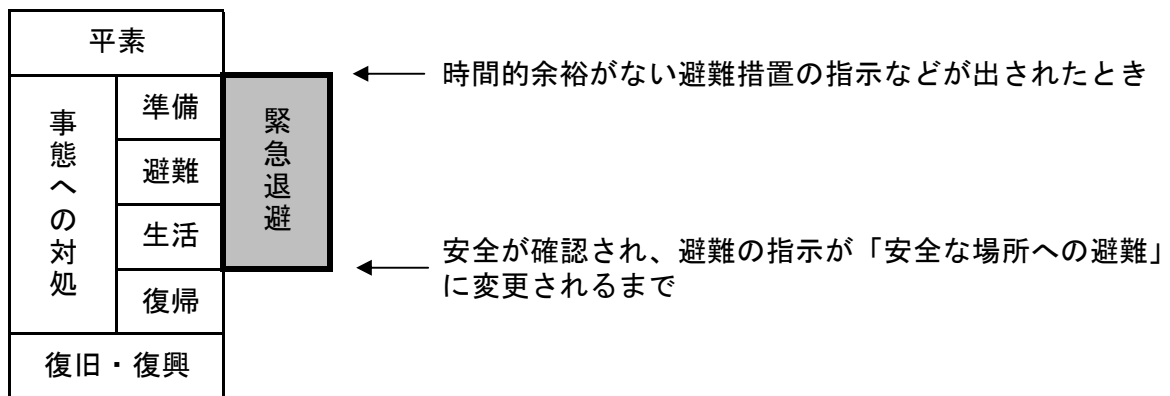 平素
事態への対処
準備
避難
生活
復帰
緊急退避
復旧・復興
時間的余裕がない避難措置の指示などが出されたとき
安全が確認され、避難の指示が「安全な場所への避難」
に変更されるまで